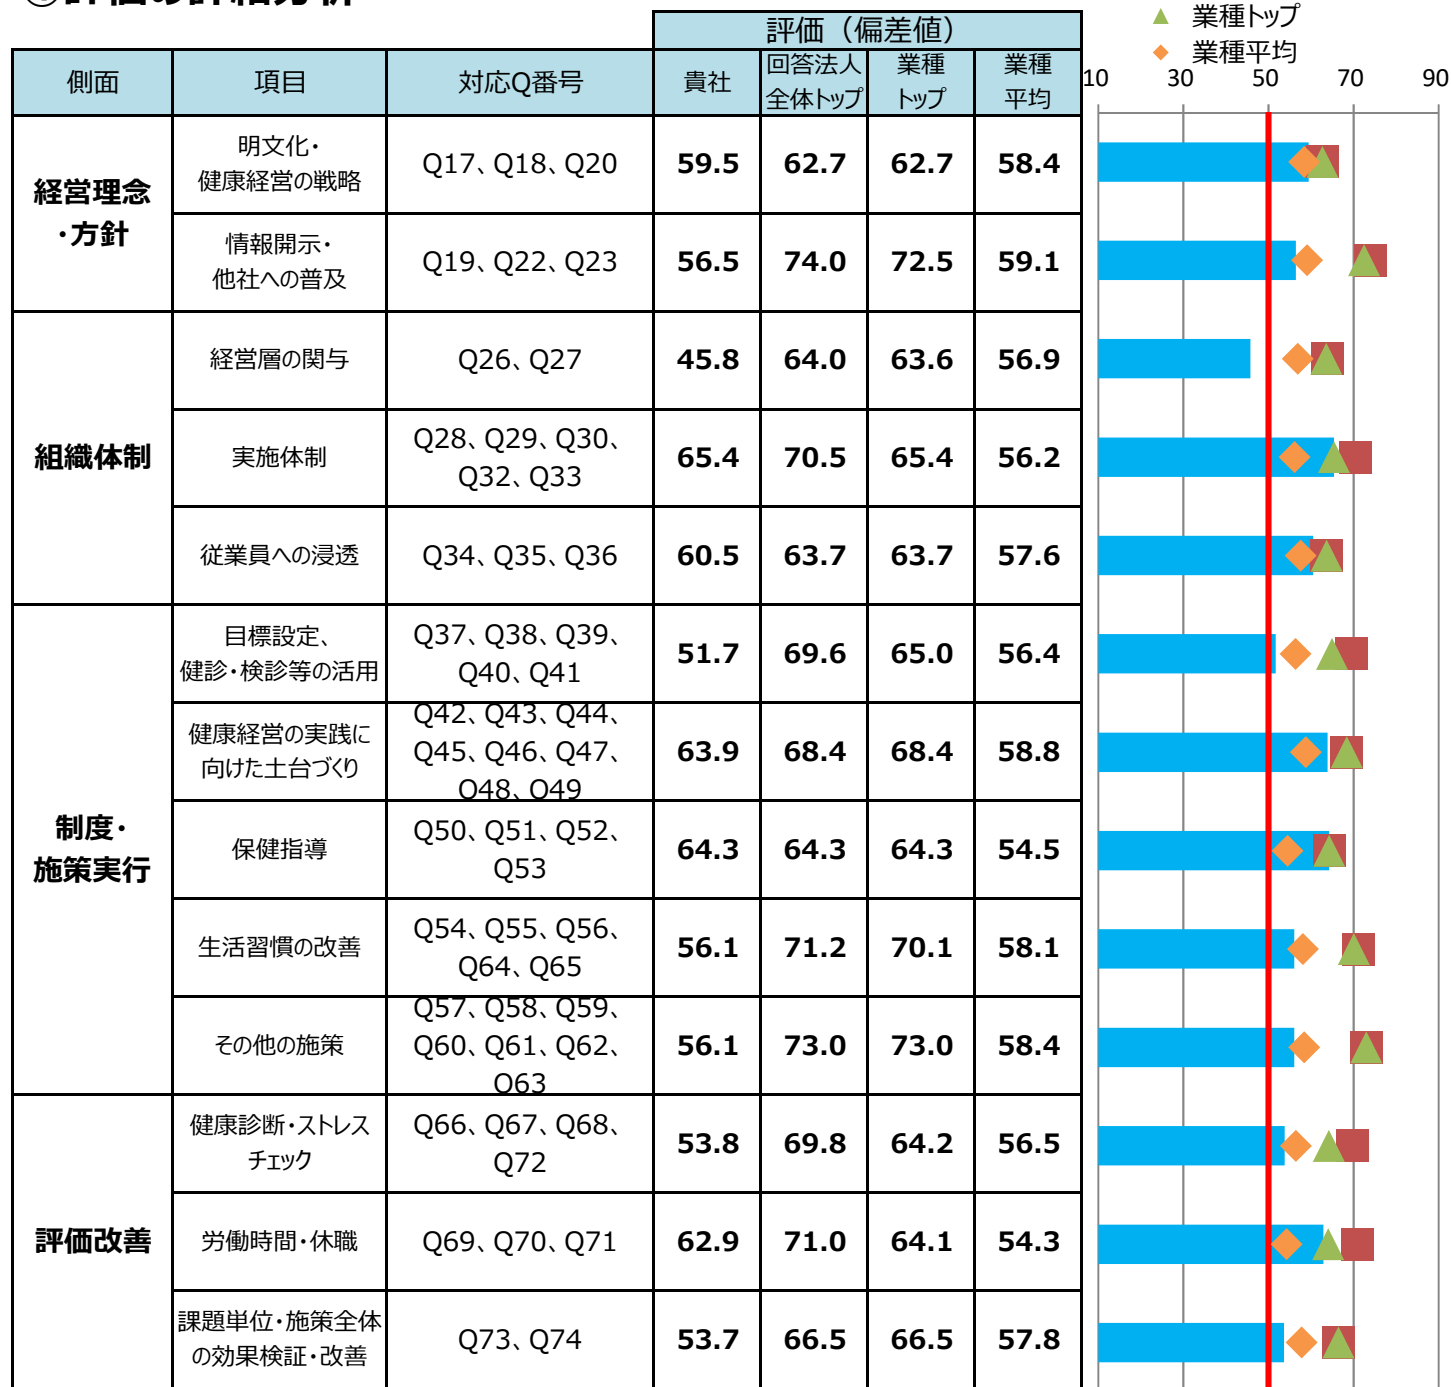 ①評価の詳細分析
▲ 業種トップ
◆ 業種平均
評価（偏差値）
側面 項目 対応Q番号 貴社 回答法人全体トップ 業種トップ 業種平均
10 30 50 70 90
経営理念
・方針
明文化・
健康経営の戦略
Q17、Q18、Q20 59.5 62.7 62.7 58.4
情報開示・
他社への普及
Q19、Q22、Q23 56.5 74.0 72.5 59.1
組織体制
経営層の関与 Q26、Q27 45.8 64.0 63.6 56.9
実施体制
Q28、Q29、Q30、
Q32、Q33
65.4 70.5 65.4 56.2
従業員への浸透 Q34、Q35、Q36 60.5 63.7 63.7 57.6
制度・
施策実行
目標設定、
健診・検診等の活用
Q37、Q38、Q39、
Q40、Q41
51.7 69.6 65.0 56.4
健康経営の実践に
向けた土台づくり
Q42、Q43、Q44、
Q45、Q46、Q47、
Q48、Q49
63.9 68.4 68.4 58.8
保健指導
Q50、Q51、Q52、
Q53
64.3 64.3 64.3 54.5
生活習慣の改善
Q54、Q55、Q56、
Q64、Q65
56.1 71.2 70.1 58.1
その他の施策
Q57、Q58、Q59、
Q60、Q61、Q62、
Q63
56.1 73.0 73.0 58.4
評価改善
健康診断・ストレス
チェック
Q66、Q67、Q68、
Q72
53.8 69.8 64.2 56.5
労働時間・休職 Q69、Q70、Q71 62.9 71.0 64.1 54.3
課題単位・施策全体
の効果検証・改善
Q73、Q74 53.7 66.5 66.5 57.8